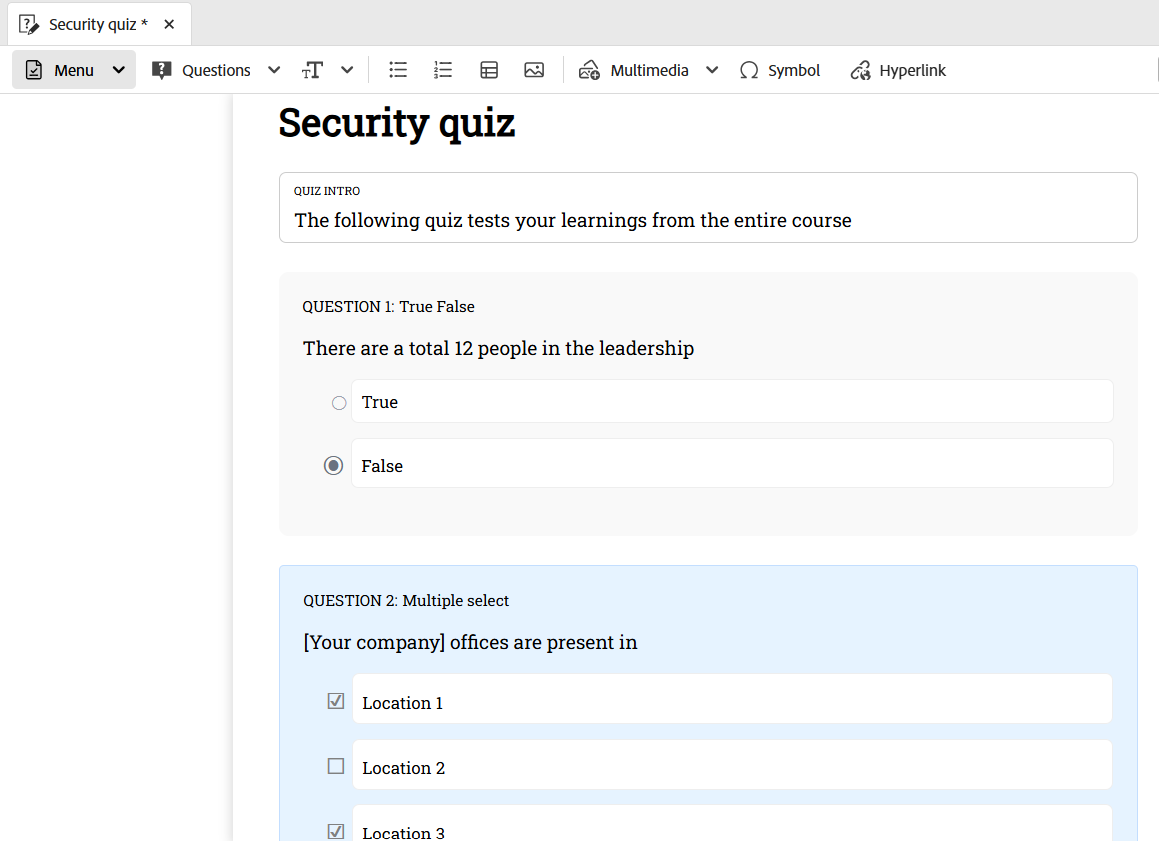 Security quiz *
Menu Questions Multimedia Symbol Hyperlink
Security quiz
QUIZ INTRO
The following quiz tests your learnings from the entire course
QUESTION 1: True False
There are a total 12 people in the leadership
True
False
QUESTION 2: Multiple select
[Your company] offices are present in
Location 1
Location 2
Location 3